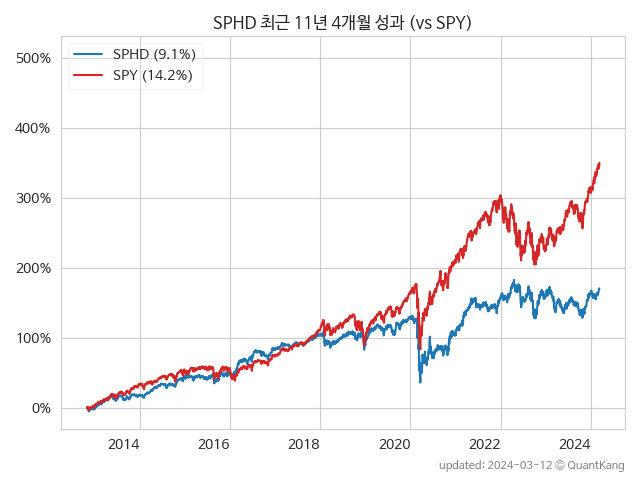 SPHD 최근 11년 4개월 성과 (vs SPY)
SPHD (9.1%)
SPY (14.2%)
500%
400%
300%
200%
100%
0%
2014 2016 2018 2020 2022 2024
updated: 2024-03-12 © QuantKang